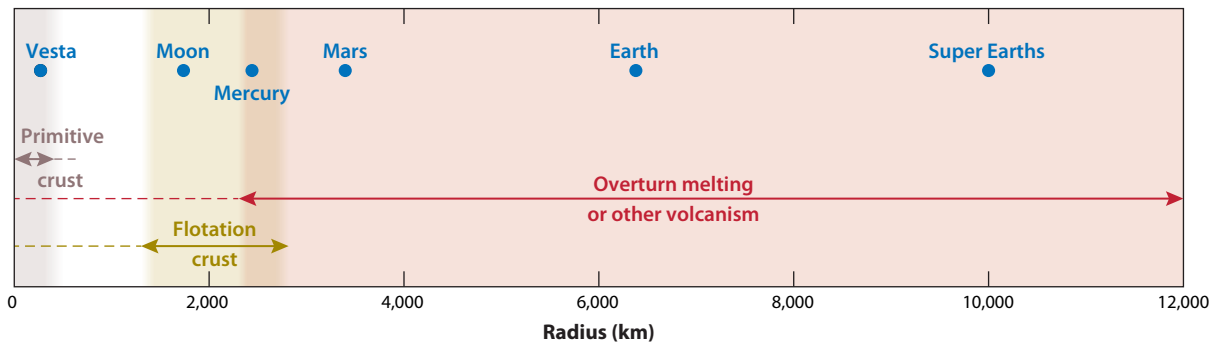 Vesta
Moon
Mercury
Mars
Earth
Super Earths
Primitive
crust
Overturn melting
or other volcanism
Flotation
crust
0
2,000
4,000
6,000
8,000
10,000
12,000
Radius (km)